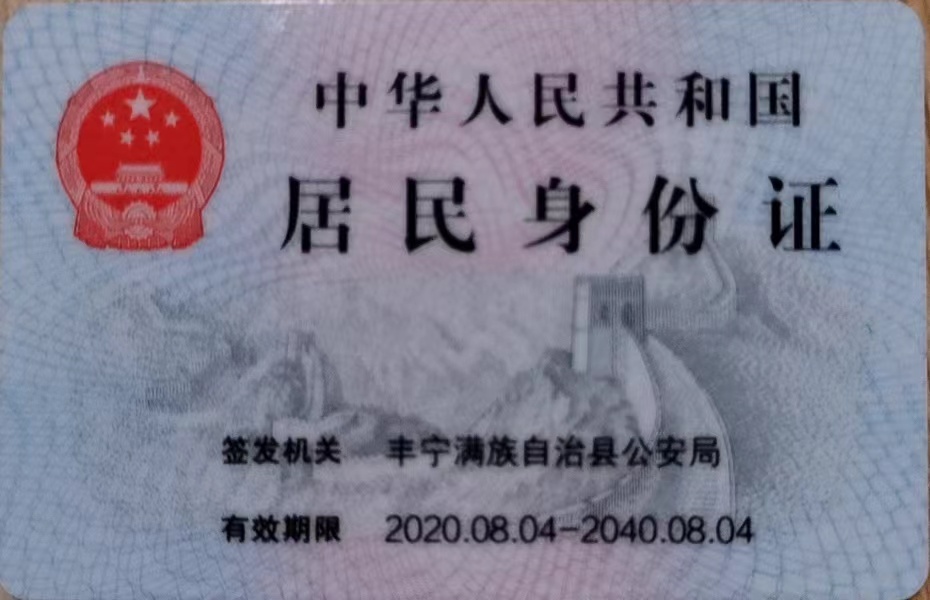 中华人民共和国
居民身份证
签发机关 丰宁满族自治县公安局
有效期限 2020.08.04-2040.08.04